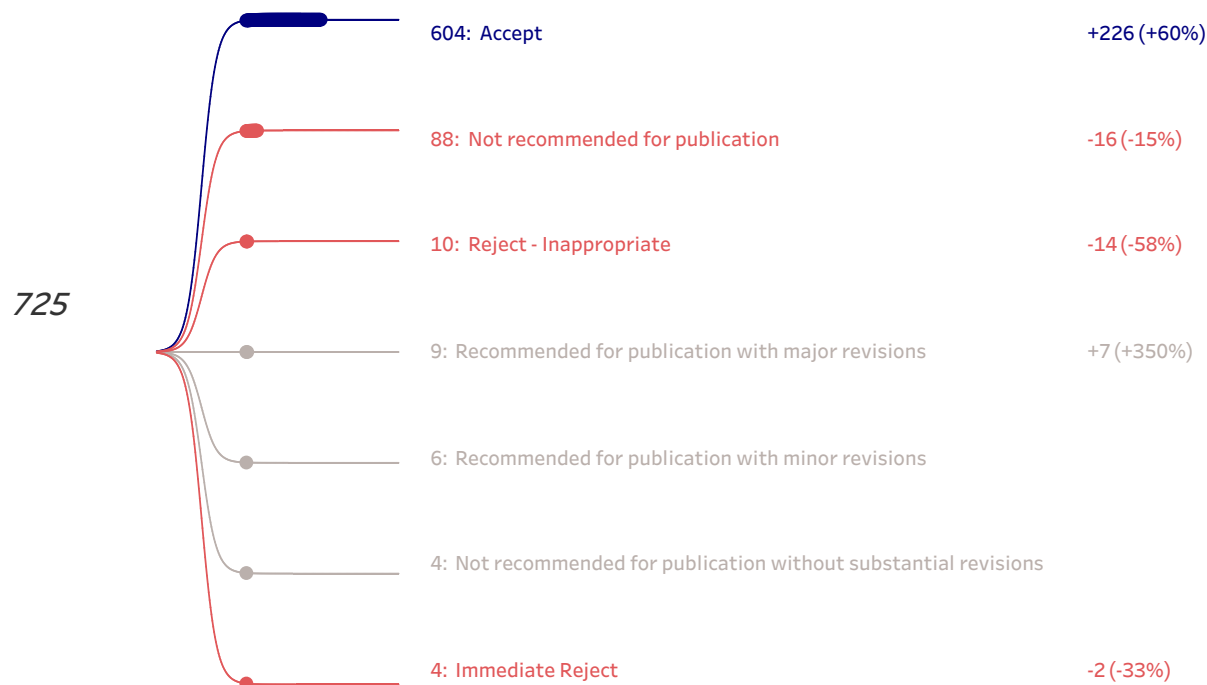 604: Accept +226 (+60%)
88: Not recommended for publication -16 (-15%)
10: Reject - Inappropriate -14 (-58%)
725
9: Recommended for publication with major revisions +7 (+350%)
6: Recommended for publication with minor revisions
4: Not recommended for publication without substantial revisions
4: Immediate Reject -2 (-33%)